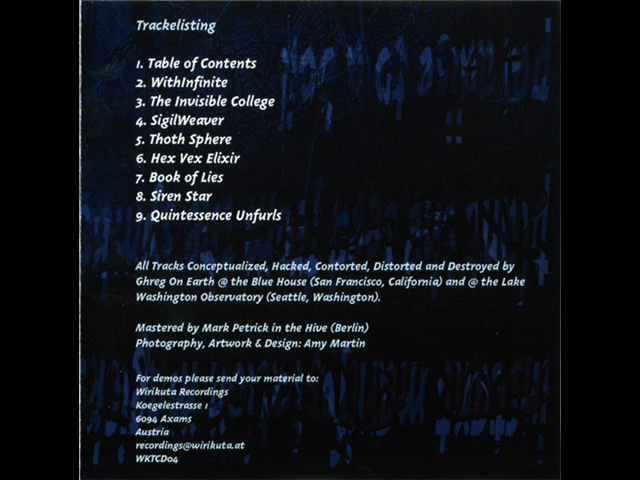 Trackelisting
1. Table of Contents
2. WithInfinite
3. The Invisible College
4. SigilWeaver
5. Thoth Sphere
6. Hex Vex Elixir
7. Book of Lies
8. Siren Star
9. Quintessence Unfurls
All Tracks Conceptualized, Hacked, Contorted, Distorted and Destroyed by
Ghreg On Earth @ the Blue House (San Francisco, California) and @ the Lake
Washington Observatory (Seattle, Washington).
Mastered by Mark Petrick in the Hive (Berlin)
Photography, Artwork & Design: Amy Martin
For demos please send your material to:
Wirikuta Recordings
Koegelestrasse 1
6094 Axams
Austria
recordings@wirikuta.at
WKTCD04